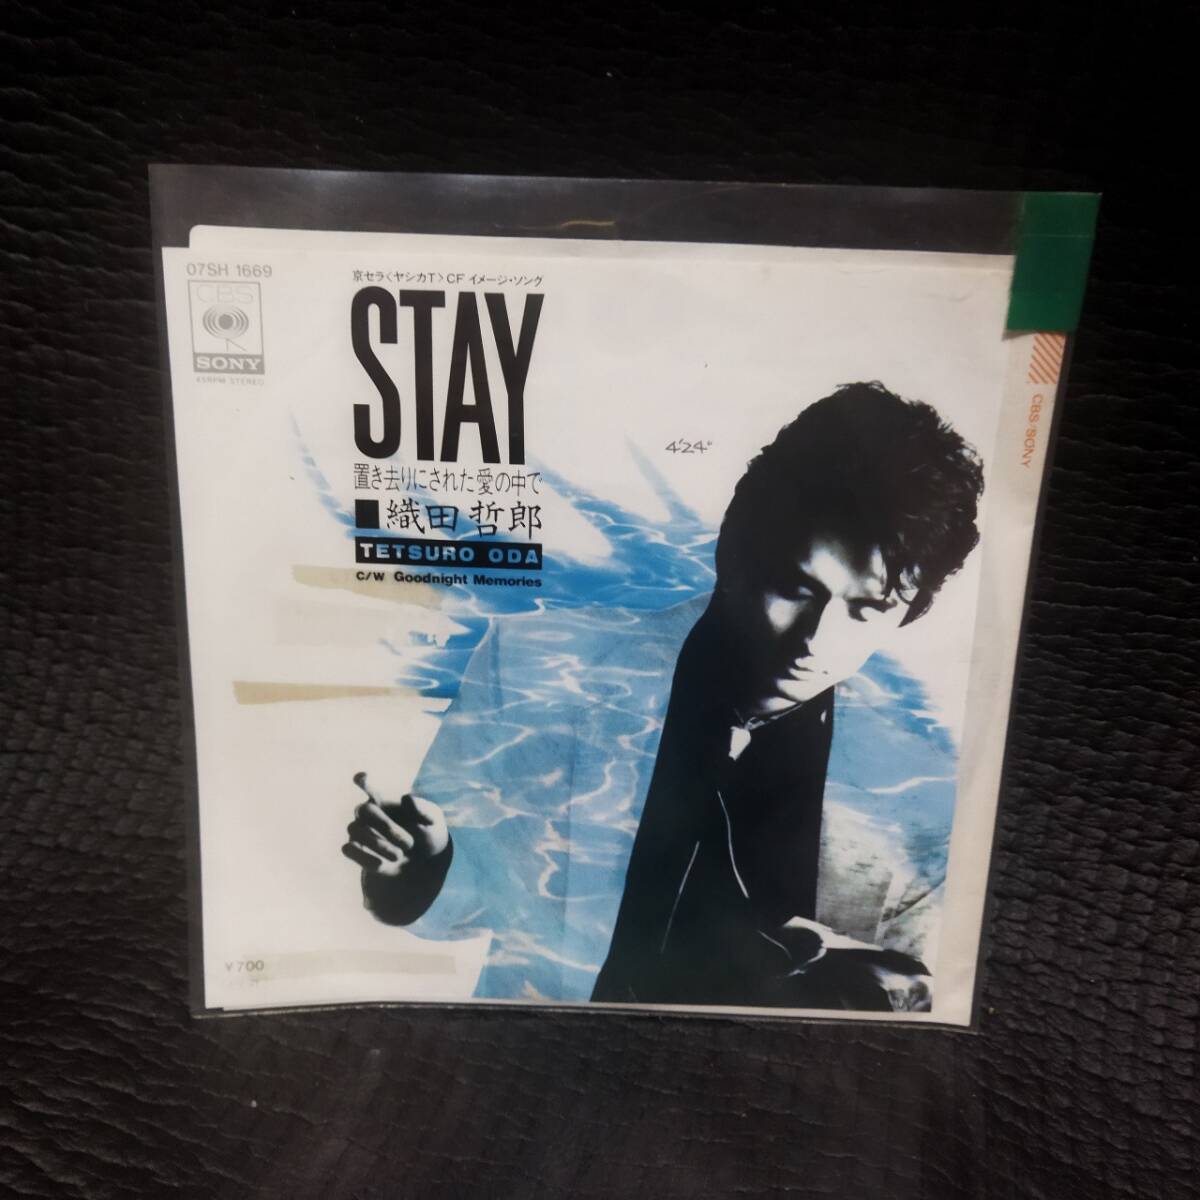 07SH 1669
CBS
SONY
45RPM STEREO
京セラ〈ヤシカT〉CF イメージ・ソング
STAY
置き去りにされた愛の中で
■織田哲郎
TETSURO ODA
C/W Goodnight Memories
4'24"
CBS/SONY
¥700